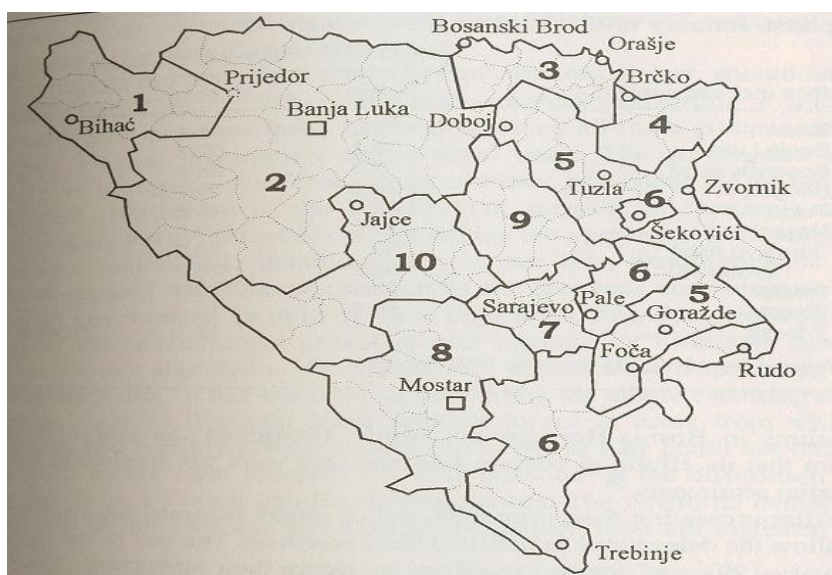 Bosanski Brod
Orašje
3
Prijedor
Brčko
1
Banja Luka
Doboj
4
Bihać
5
2
Tuzla
6
Zvornik
Jajce
9
Šekovići
10
6
5
Sarajevo
Pale
Goražde
7
8
Foča
Rudo
Mostar
6
Trebinje